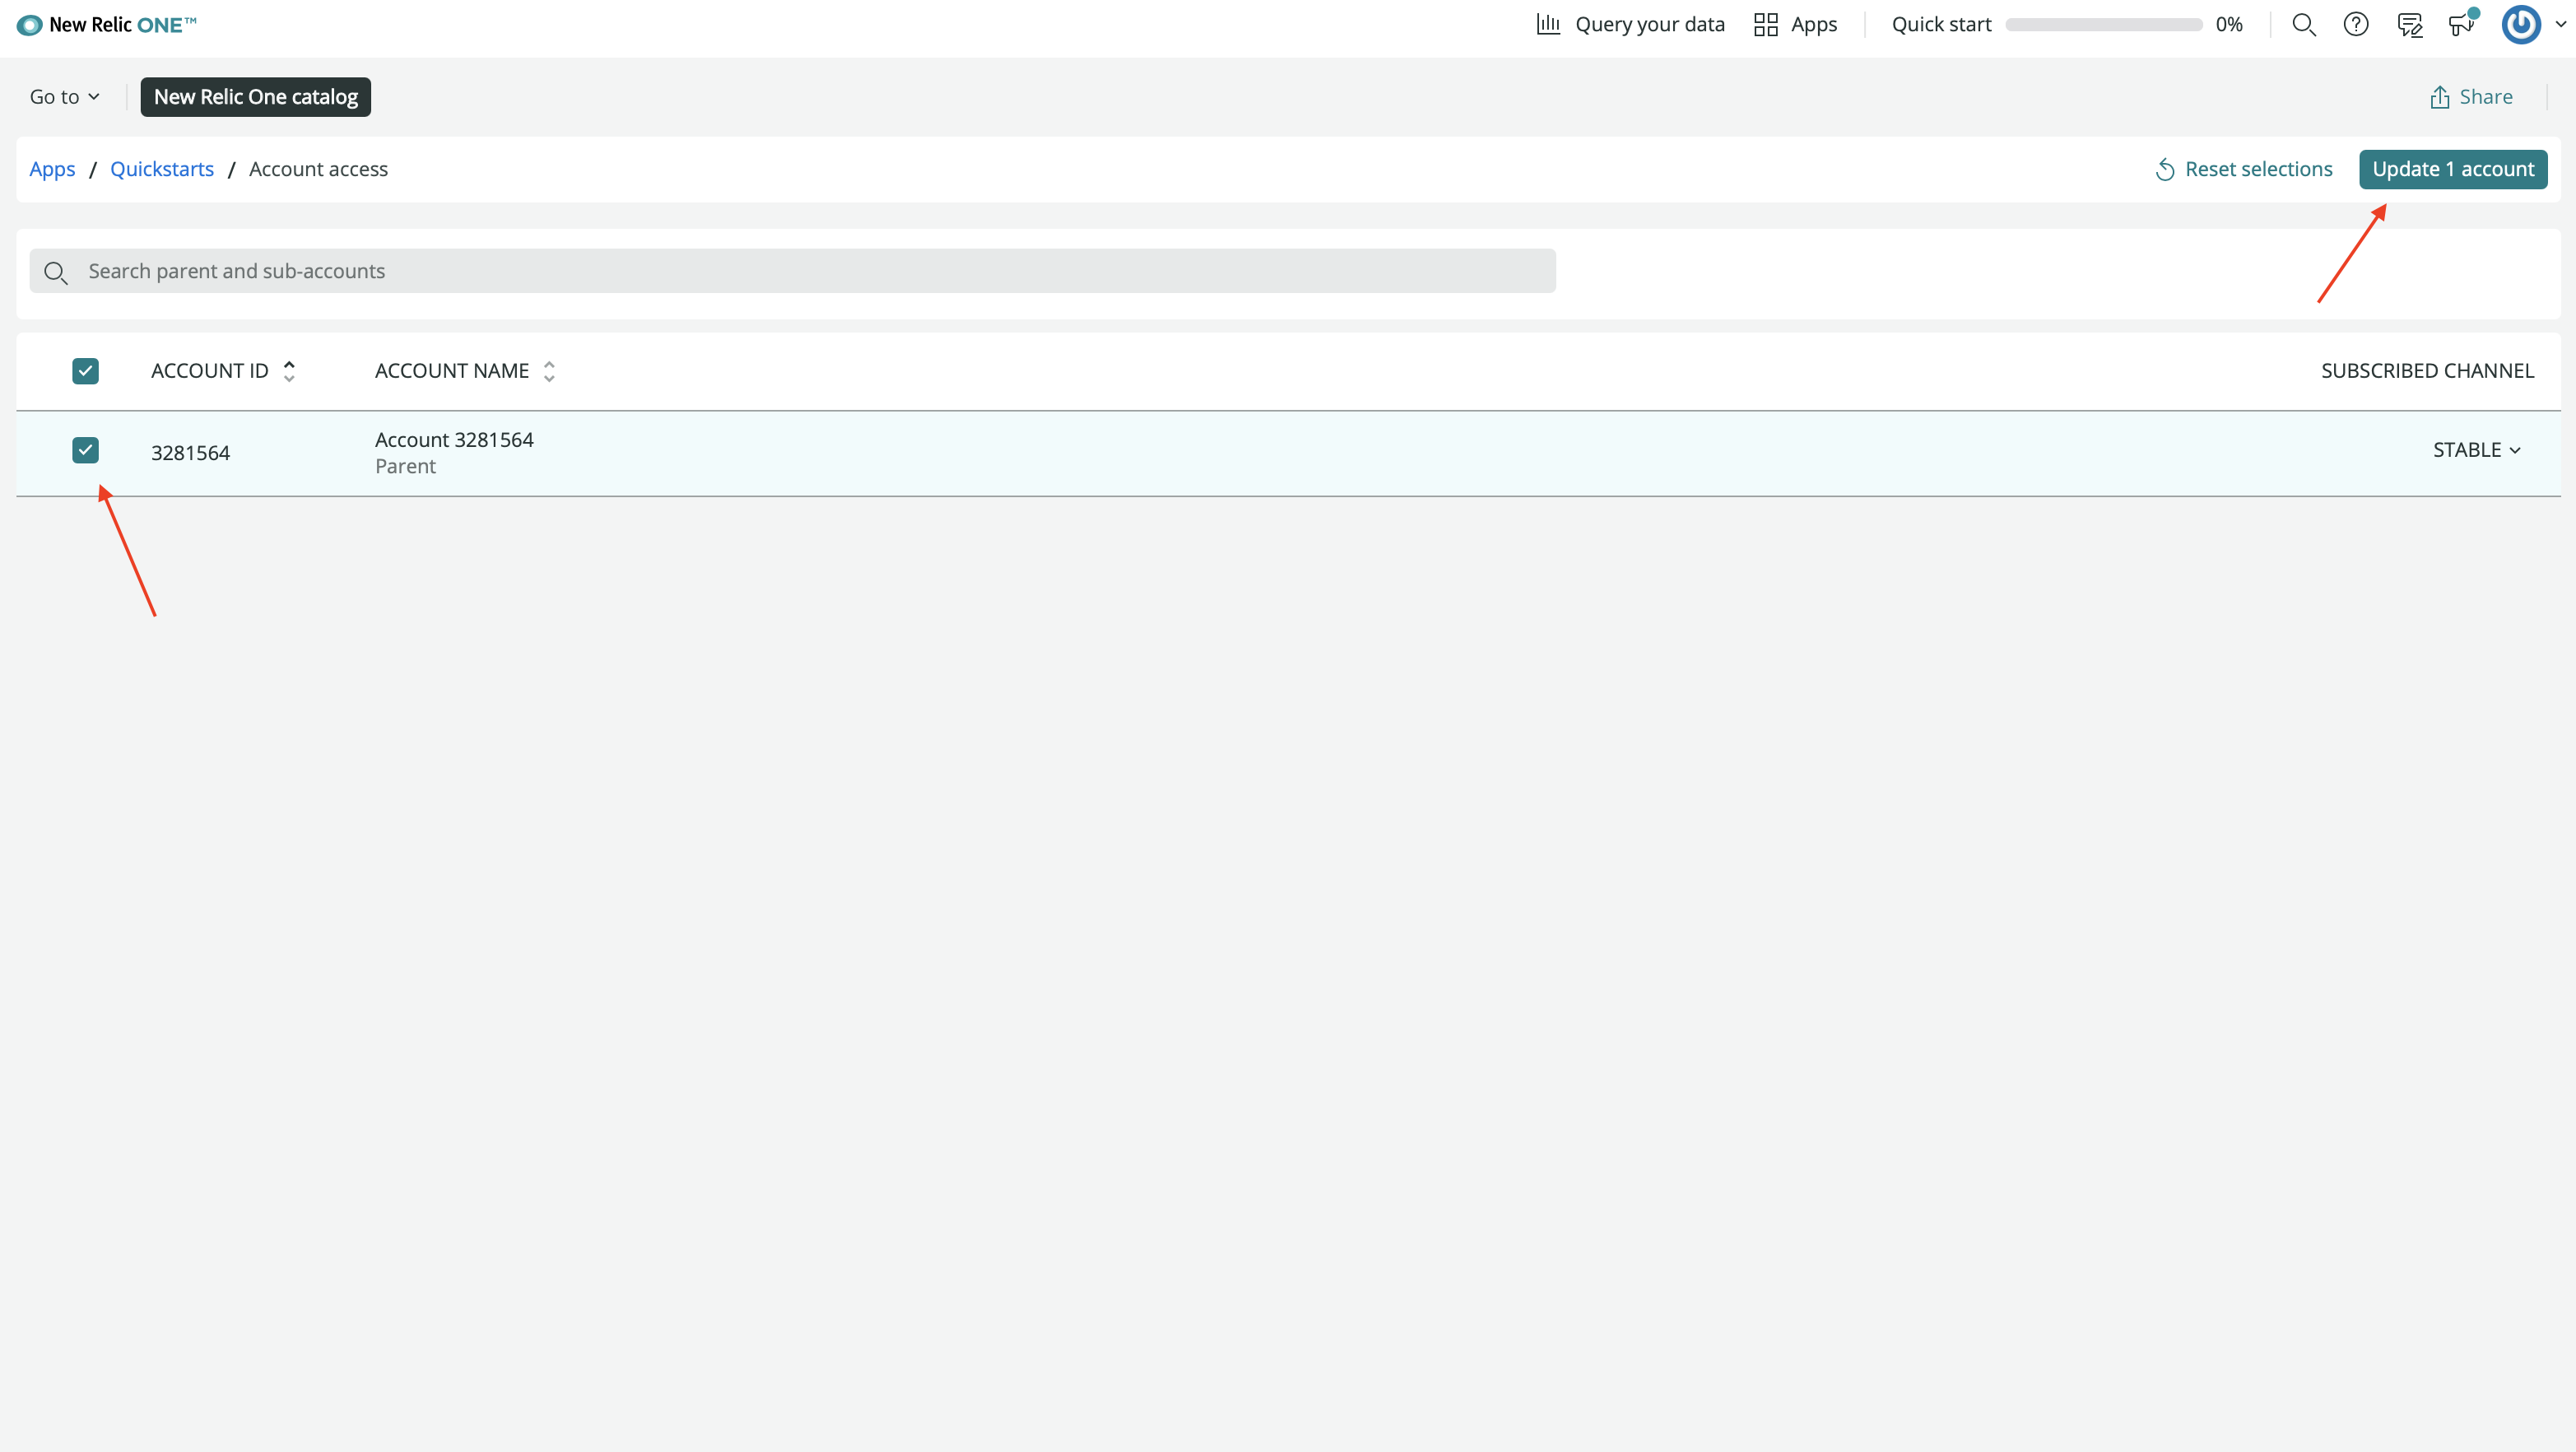 New Relic ONE™
Query your data
Apps
Quick start
0%
Go to
New Relic One catalog
Share
Apps / Quickstarts / Account access
Reset selections
Update 1 account
Search parent and sub-accounts
ACCOUNT ID
ACCOUNT NAME
SUBSCRIBED CHANNEL
3281564
Account 3281564
Parent
STABLE